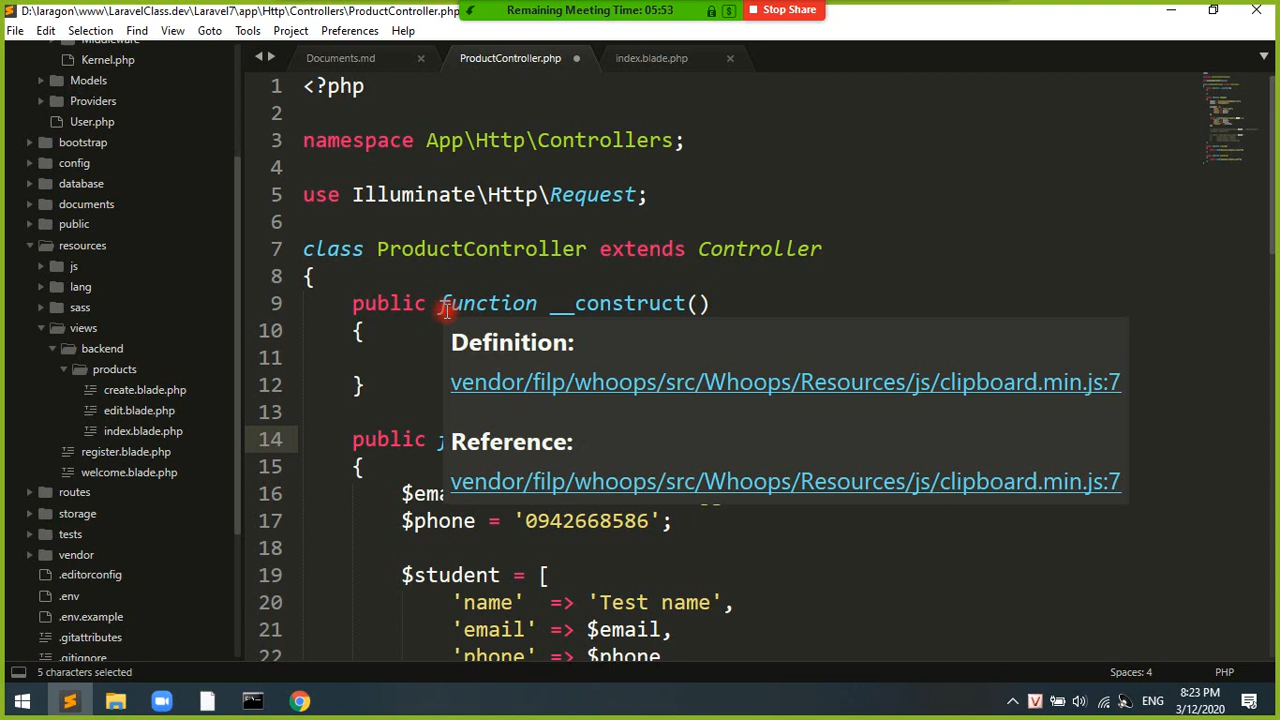 D:\laragon\www\LaravelClass.dev\Laravel7\app\Http\Controllers\ProductController.php
Remaining Meeting Time: 05:53
Stop Share
File Edit Selection Find View Goto Tools Project Preferences Help
Middleware
Kernel.php
Models
Providers
User.php
bootstrap
config
database
documents
public
resources
js
lang
sass
views
backend
products
create.blade.php
edit.blade.php
index.blade.php
register.blade.php
welcome.blade.php
routes
storage
tests
vendor
.editorconfig
.env
.env.example
.gitattributes
.gitignore
Documents.md
ProductController.php
index.blade.php
1 <?php
2
3 namespace App\Http\Controllers;
4
5 use Illuminate\Http\Request;
6
7 class ProductController extends Controller
8 {
9 public function __construct()
10 {
11
12 }
13
14 public
15 {
16 $ema
17 $phone = '0942668586';
18
19 $student = [
20 'name' => 'Test name',
21 'email' => $email,
22 'phone' => $phone
Definition:
vendor/filp/whoops/src/Whoops/Resources/js/clipboard.min.js:7
Reference:
vendor/filp/whoops/src/Whoops/Resources/js/clipboard.min.js:7
5 characters selected
Spaces: 4
PHP
ENG
8:23 PM
3/12/2020